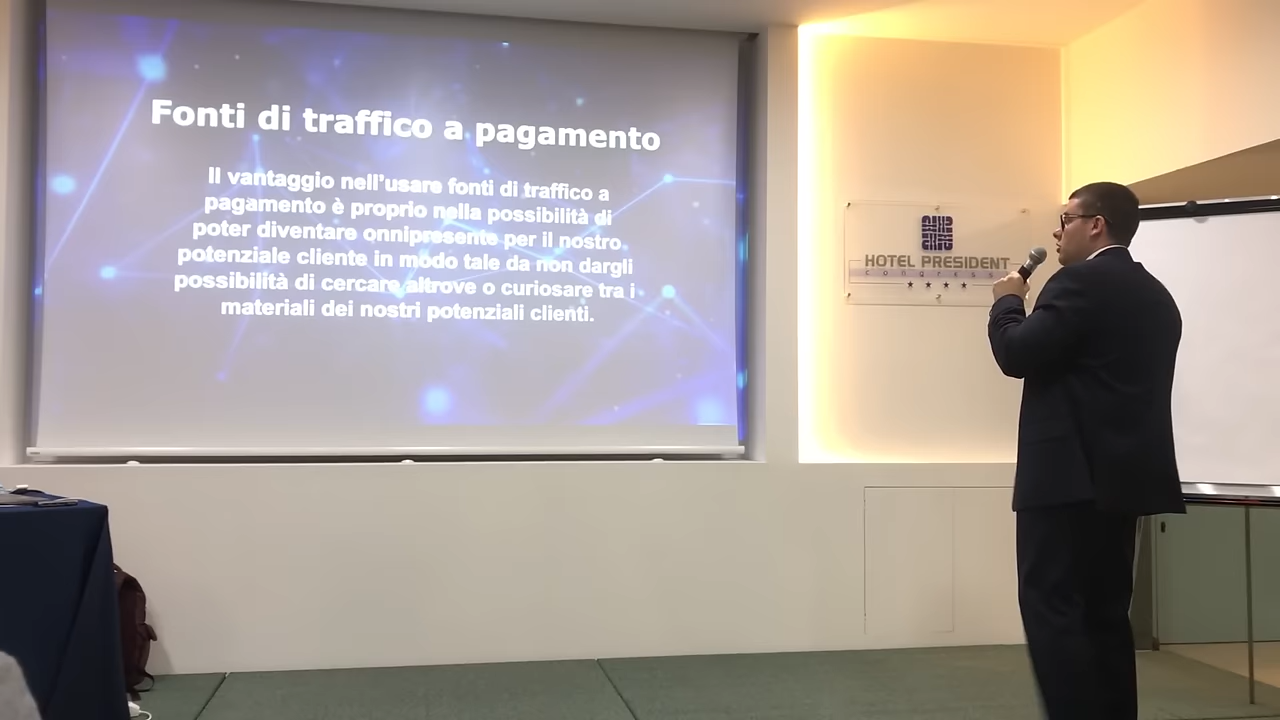 Fonti di traffico a pagamento
Il vantaggio nell'usare fonti di traffico a
pagamento è proprio nella possibilità di
poter diventare onnipresente per il nostro
potenziale cliente in modo tale da non dargli
possibilità di cercare altrove o curiosare tra i
materiali dei nostri potenziali clienti.
HOTEL PRESIDENT
congress